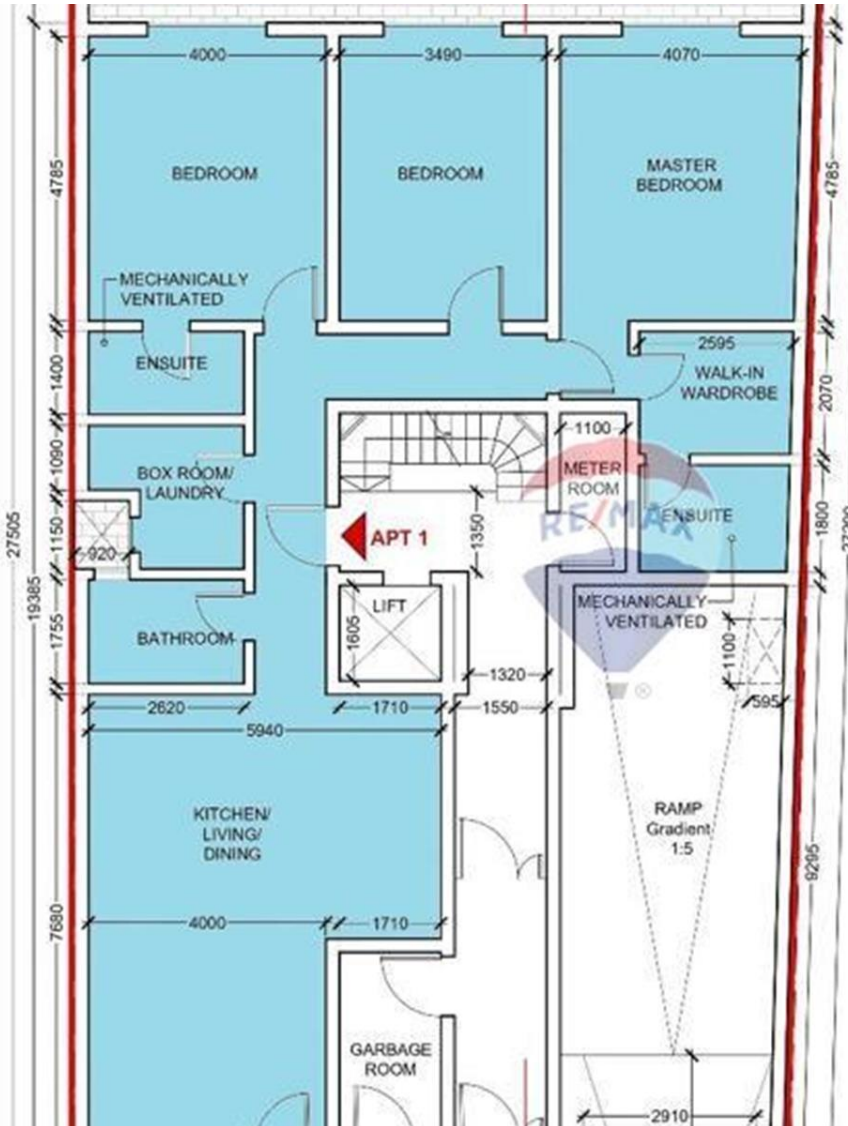 4000
3490
4070
4785
4785
BEDROOM
BEDROOM
MASTER
BEDROOM
MECHANICALLY
VENTILATED
ENSUITE
1400
2595
WALK-IN
WARDROBE
2070
1100
METER
ROOM
1090
BOX ROOM/
LAUNDRY
RE/MAX
ENSUITE
1800
27505
19385
1150
920
APT 1
1350
LIFT
1605
MECHANICALLY
VENTILATED
1755
BATHROOM
1100
1320
2620
1710
1550
595
®
5940
KITCHEN/
LIVING/
DINING
RAMP
Gradient
1:5
9295
7680
4000
1710
GARBAGE
ROOM
2910